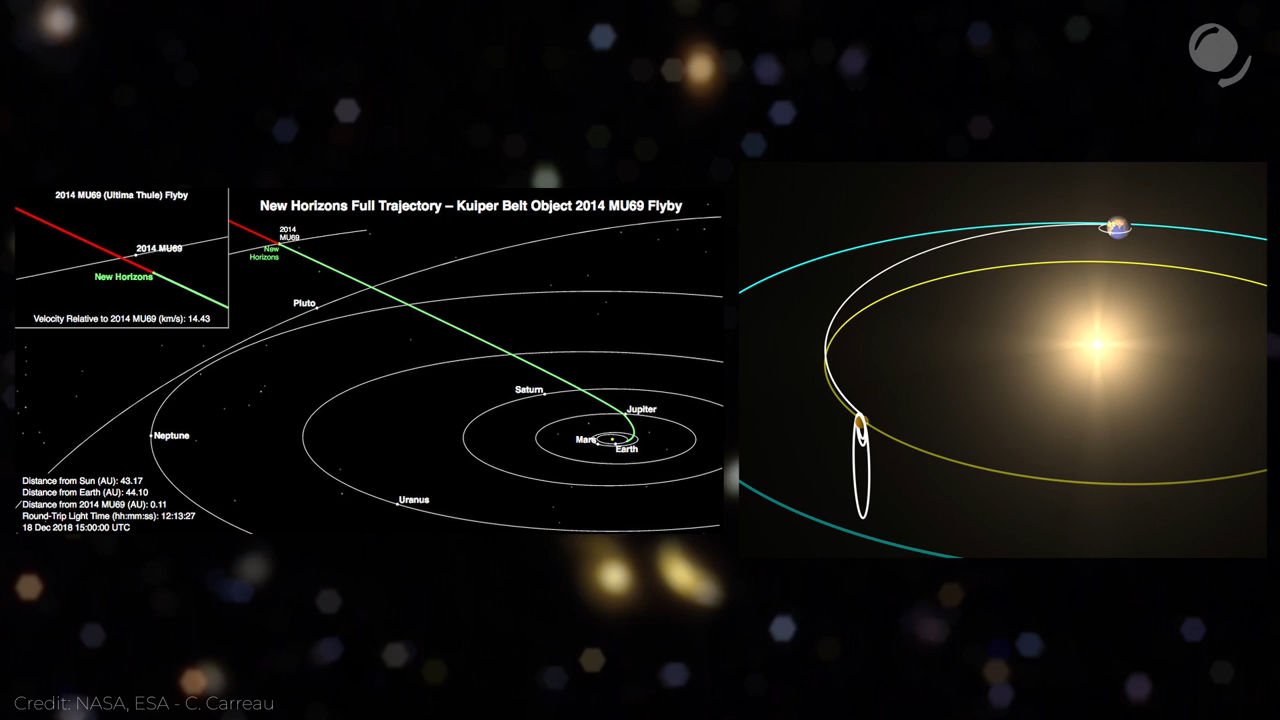 2014 MU69 (Ultima Thule) Flyby
2014 MU69
New Horizons
Velocity Relative to 2014 MU69 (km/s): 14.43
New Horizons Full Trajectory – Kuiper Belt Object 2014 MU69 Flyby
2014
MU69
New
Horizons
Pluto
Saturn
Jupiter
Neptune
Mars
Earth
Uranus
Distance from Sun (AU): 43.17
Distance from Earth (AU): 44.10
Distance from 2014 MU69 (AU): 0.11
Round-Trip Light Time (hh:mm:ss): 12:13:27
18 Dec 2018 15:00:00 UTC
Credit: NASA, ESA - C. Carreau